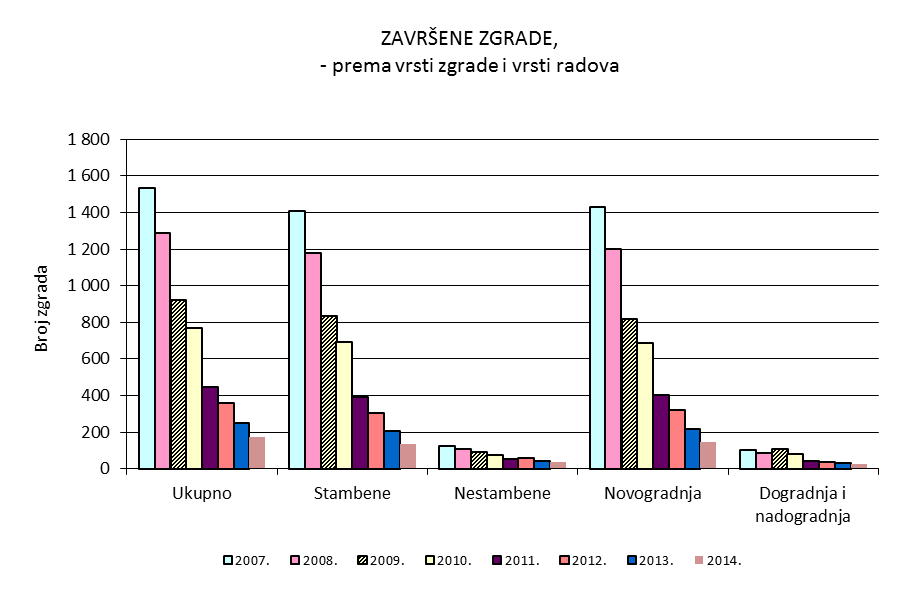 ZAVRŠENE ZGRADE,
- prema vrsti zgrade i vrsti radova
Broj zgrada
1 800
1 600
1 400
1 200
1 000
800
600
400
200
0
Ukupno
Stambene
Nestambene
Novogradnja
Dogradnja i
nadogradnja
2007. 2008. 2009. 2010. 2011. 2012. 2013. 2014.